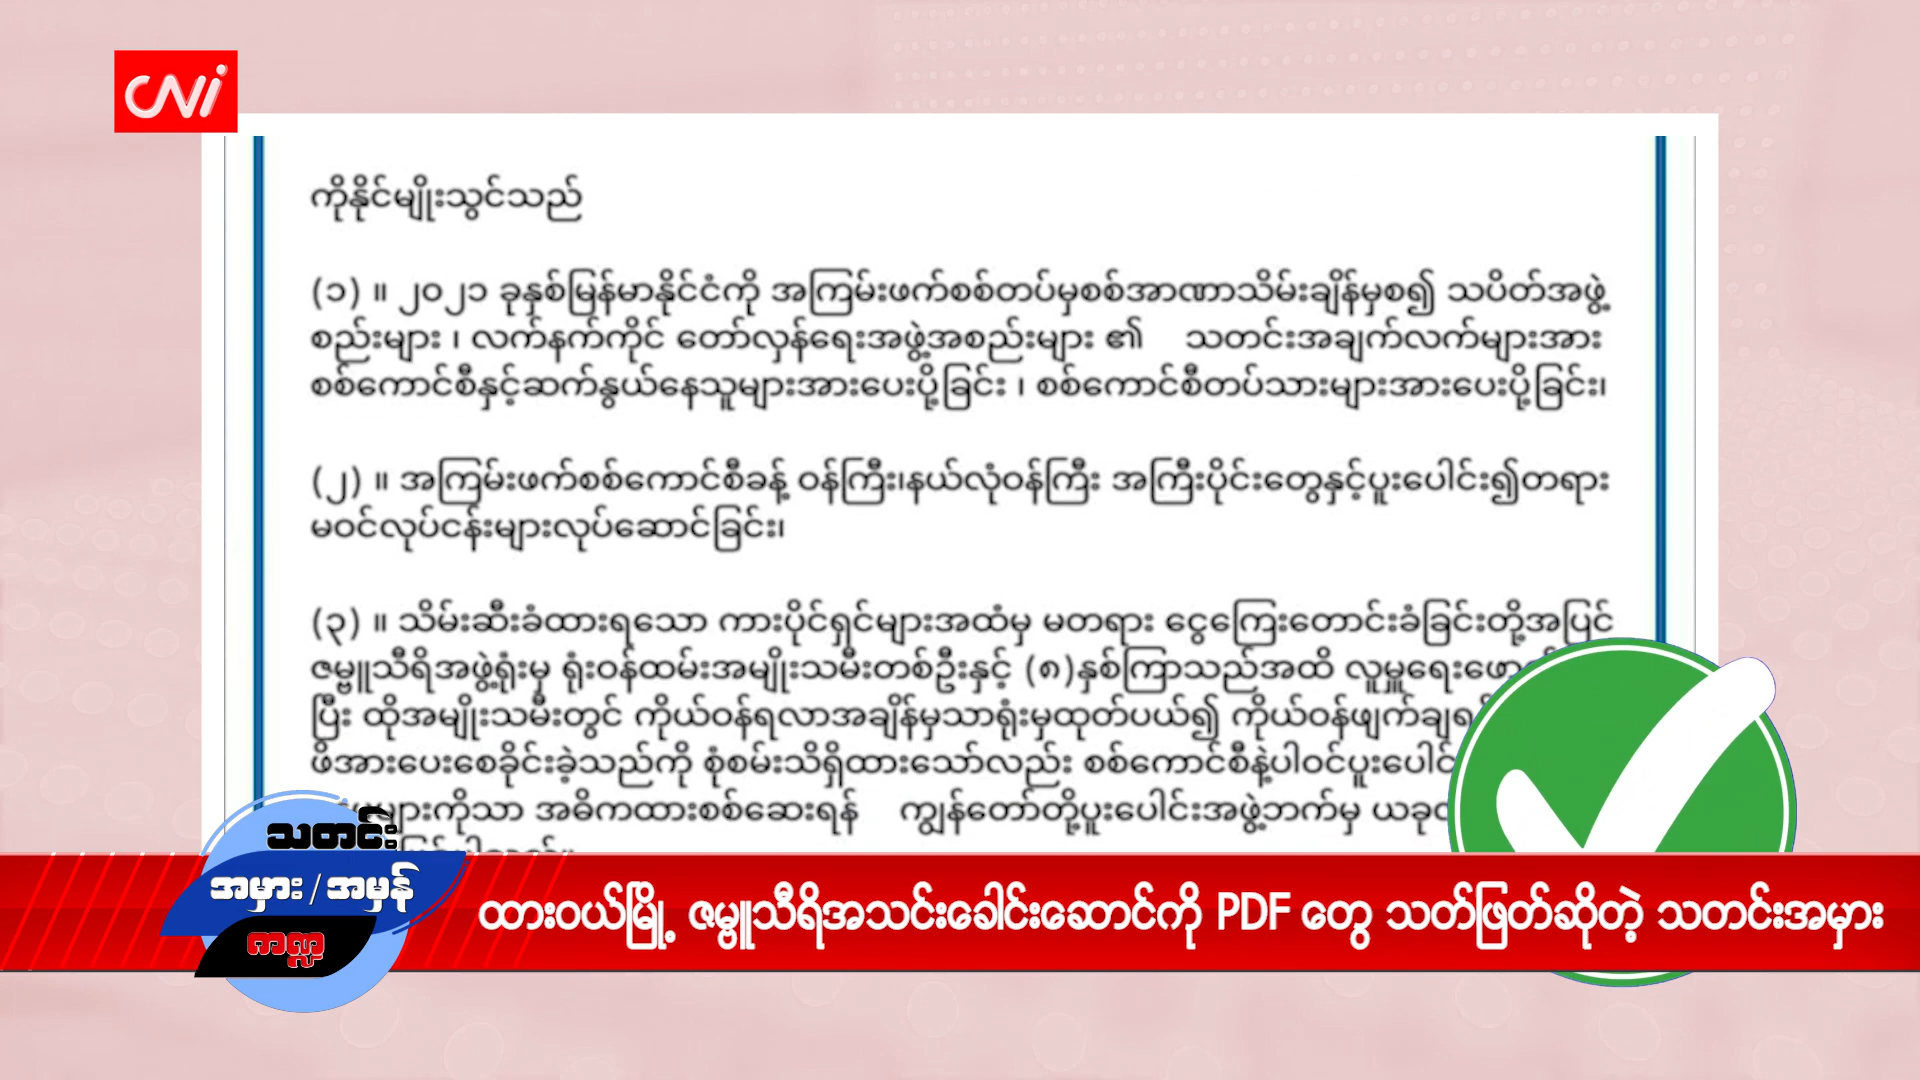 CNi
ကိုနိုင်မျိုးသွင်သည်
(၁) ။ ၂၀၂၁ ခုနှစ်မြန်မာနိုင်ငံကို အကြမ်းဖက်စစ်တပ်မှစစ်အာဏာသိမ်းချိန်မှစ၍ သပိတ်အဖွဲ့
စည်းများ ၊ လက်နက်ကိုင် တော်လှန်ရေးအဖွဲ့အစည်းများ ၏ သတင်းအချက်လက်များအား
စစ်ကောင်စီနှင့်ဆက်နွယ်နေသူများအားပေးပို့ခြင်း ၊ စစ်ကောင်စီတပ်သားများအားပေးပို့ခြင်း၊
(၂) ။ အကြမ်းဖက်စစ်ကောင်စီခန့် ဝန်ကြီး၊နယ်လုံဝန်ကြီး အကြီးပိုင်းတွေနှင့်ပူးပေါင်း၍တရား
မဝင်လုပ်ငန်းများလုပ်ဆောင်ခြင်း၊
(၃) ။ သိမ်းဆီးခံထားရသော ကားပိုင်ရှင်များအထံမှ မတရား ငွေကြေးတောင်းခံခြင်းတို့အပြင်
ဇမ္ဗူသီရိအဖွဲ့ရုံးမှ ရုံးဝန်ထမ်းအမျိုးသမီးတစ်ဦးနှင့် (၈)နှစ်ကြာသည်အထိ လူမှူရေး
ပြီး ထိုအမျိုးသမီးတွင် ကိုယ်ဝန်ရလာအချိန်မှသာရုံးမှထုတ်ပယ်၍ ကိုယ်ဝန်ဖျက်ချ
ဖိအားပေးစေခိုင်းခဲ့သည်ကို စုံစမ်းသိရှိထားသော်လည်း စစ်ကောင်စီနဲ့ပါဝင်ပူးပေါင်
များကိုသာ အဓိကထားစစ်ဆေးရန် ကျွန်တော်တို့ပူးပေါင်းအဖွဲ့ဘက်မှ
သတင်း
အမှား / အမှန်
ကဏ္ဍ
ထားဝယ်မြို့ ဇမ္ဗူသီရိအသင်းခေါင်းဆောင်ကို PDF တွေ သတ်ဖြတ်ဆိုတဲ့ သတင်းအမှား